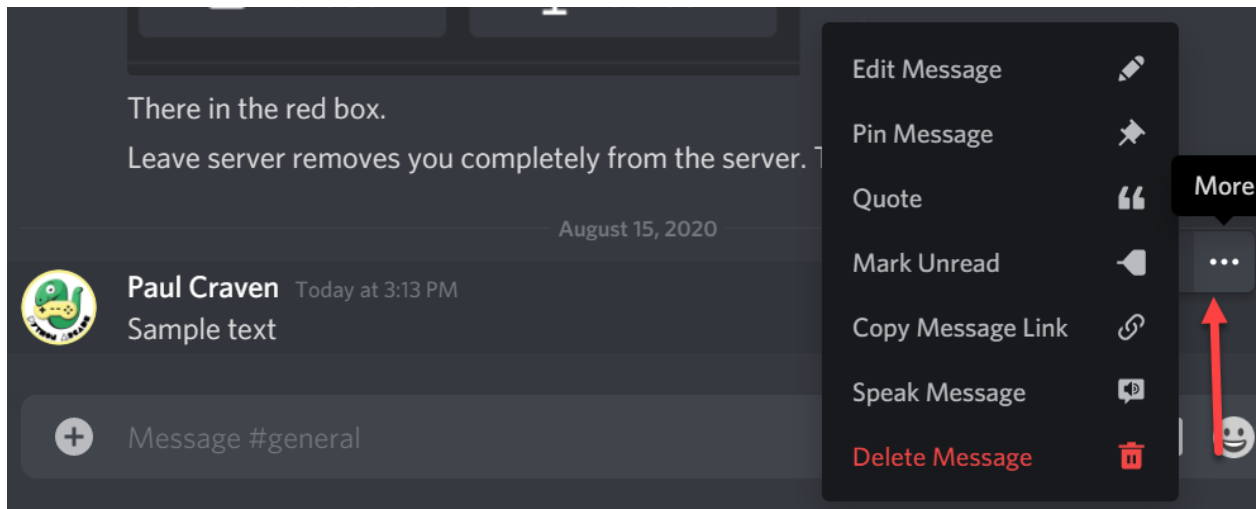 There in the red box.
Leave server removes you completely from the server.
August 15, 2020
Paul Craven Today at 3:13 PM
Sample text
Message #general
Edit Message
Pin Message
Quote
Mark Unread
Copy Message Link
Speak Message
Delete Message
More